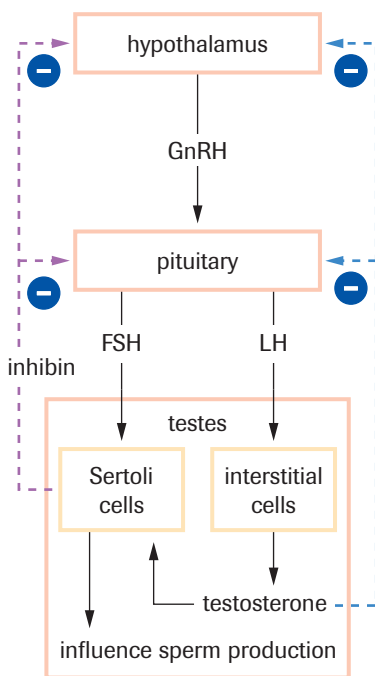 hypothalamus
−
−
GnRH
pituitary
−
−
FSH
LH
inhibin
testes
Sertoli
cells
interstitial
cells
testosterone
influence sperm production